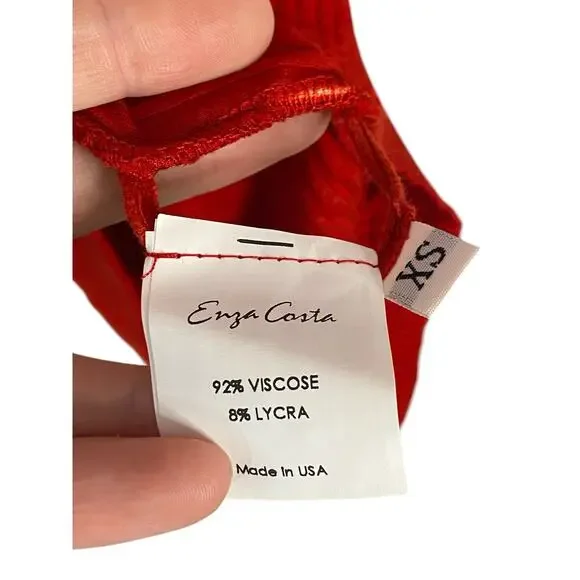 Enza Costa
92% VISCOSE
8% LYCRA
Made in USA
XS